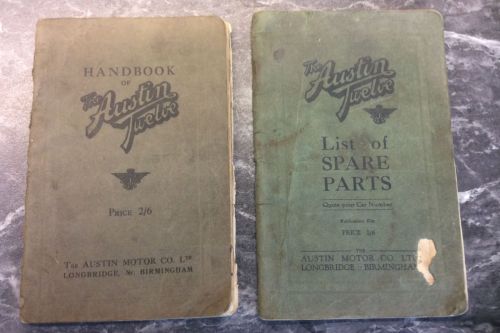 HANDBOOK
OF
The
Austin
Twelve
PRICE 2/6
THE AUSTIN MOTOR CO. LTD
LONGBRIDGE, NR. BIRMINGHAM
The
Austin
Twelve
List of
SPARE
PARTS
Quote your Car Number
PRICE 2/6
THE
AUSTIN MOTOR CO. LTD
LONGBRIDGE - BIRMINGHAM